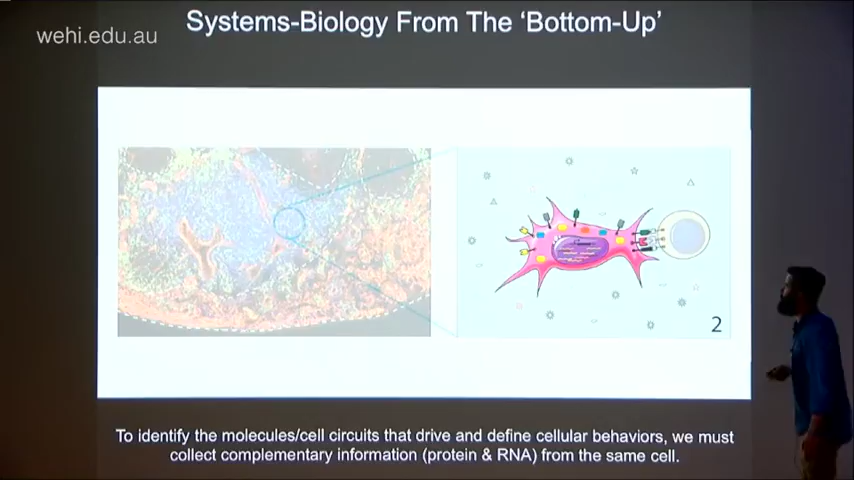 Systems-Biology From The 'Bottom-Up'
wehi.edu.au
2
To identify the molecules/cell circuits that drive and define cellular behaviors, we must
collect complementary information (protein & RNA) from the same cell.